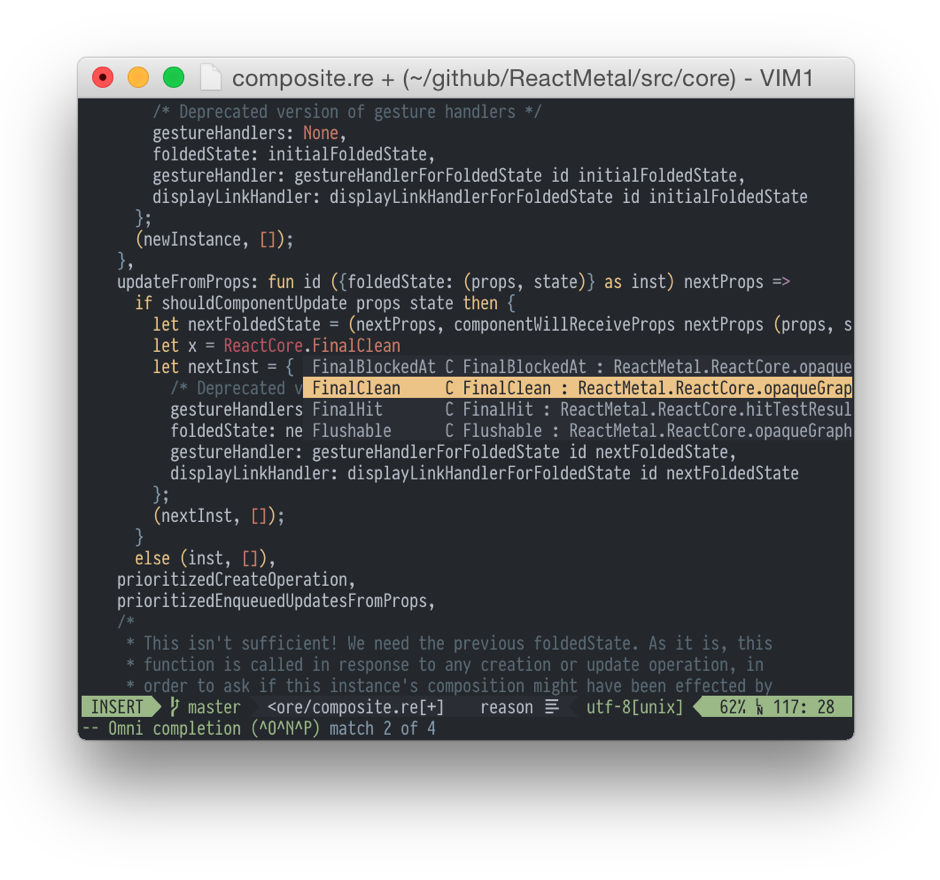 composite.re + (~/github/ReactMetal/src/core) - VIM1
/* Deprecated version of gesture handlers */
gestureHandlers: None,
foldedState: initialFoldedState,
gestureHandler: gestureHandlerForFoldedState id initialFoldedState,
displayLinkHandler: displayLinkHandlerForFoldedState id initialFoldedState
};
(newInstance, []);
},
updateFromProps: fun id ({foldedState: (props, state)} as inst) nextProps =>
if shouldComponentUpdate props state then {
let nextFoldedState = (nextProps, componentWillReceiveProps nextProps (props, s
let x = ReactCore.FinalClean
let nextInst = { FinalBlockedAt C FinalBlockedAt : ReactMetal.ReactCore.opaque
/* Deprecated v FinalClean C FinalClean : ReactMetal.ReactCore.opaqueGrap
gestureHandlers FinalHit C FinalHit : ReactMetal.ReactCore.hitTestResul
foldedState: ne Flushable C Flushable : ReactMetal.ReactCore.opaqueGraph
gestureHandler: gestureHandlerForFoldedState id nextFoldedState,
displayLinkHandler: displayLinkHandlerForFoldedState id nextFoldedState
};
(nextInst, []);
}
else (inst, []),
prioritizedCreateOperation,
prioritizedEnqueuedUpdatesFromProps,
/*
* This isn't sufficient! We need the previous foldedState. As it is, this
* function is called in response to any creation or update operation, in
* order to ask if this instance's composition might have been effected by
INSERT master <ore/composite.re[+] reason utf-8[unix] 62% LN 117: 28
-- Omni completion (^O^N^P) match 2 of 4